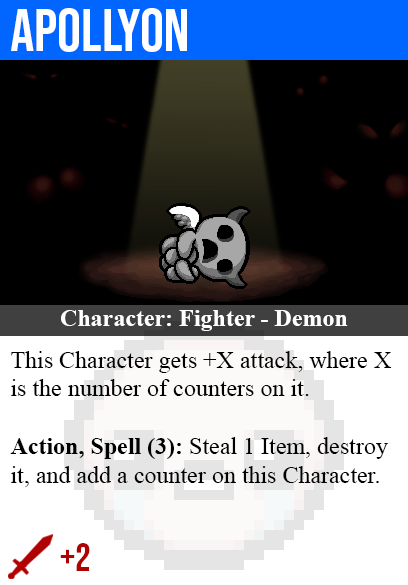 APOLLYON
Character: Fighter - Demon
This Character gets +X attack, where X
is the number of counters on it.
Action, Spell (3): Steal 1 Item, destroy
it, and add a counter on this Character.
+2